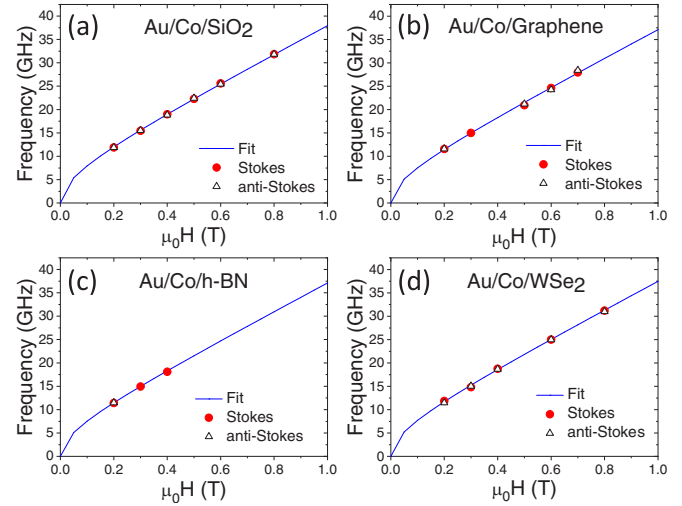 (a) Au/Co/SiO2
Frequency (GHz)
40
35
30
25
20
15
10
5
0
Fit
Stokes
anti-Stokes
0.0 0.2 0.4 0.6 0.8 1.0
μ0H (T)
(b) Au/Co/Graphene
Frequency (GHz)
40
35
30
25
20
15
10
5
0
Fit
Stokes
anti-Stokes
0.0 0.2 0.4 0.6 0.8 1.0
μ0H (T)
(c) Au/Co/h-BN
Frequency (GHz)
40
35
30
25
20
15
10
5
0
Fit
Stokes
anti-Stokes
0.0 0.2 0.4 0.6 0.8 1.0
μ0H (T)
(d) Au/Co/WSe2
Frequency (GHz)
40
35
30
25
20
15
10
5
0
Fit
Stokes
anti-Stokes
0.0 0.2 0.4 0.6 0.8 1.0
μ0H (T)